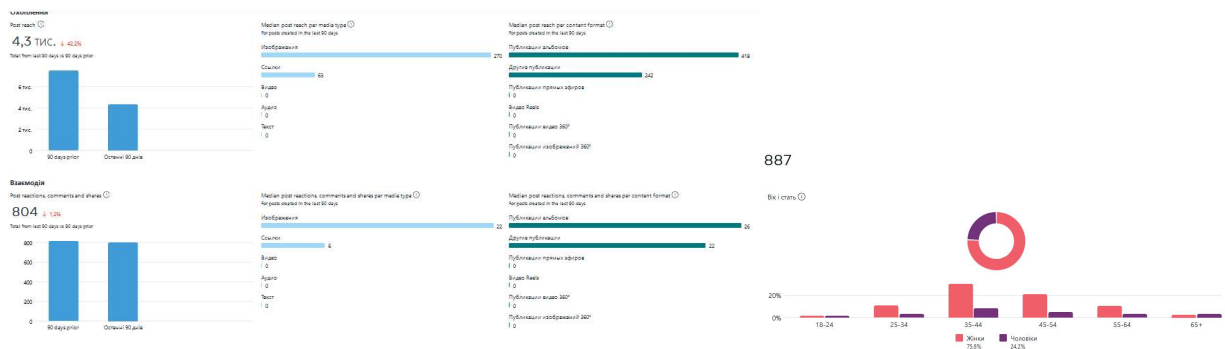 Охоплення
Post reach
4,3 тис. ↓ 42,2%
Total from last 90 days vs 90 days prior
6 тис.
4 тис.
2 тис.
0
90 days prior
Останні 90 днів
Median post reach per media type
For posts created in the last 90 days
Изображения
270
Ссылки
63
Видео
0
Аудио
0
Текст
0
Median post reach per content format
For posts created in the last 90 days
Публикации альбомов
418
Другие публикации
242
Публикации прямых эфиров
0
Видео Reels
0
Публикации видео 360°
0
Публикации изображений 360°
0
Взаємодія
Post reactions, comments and shares
804 ↓ 1,2%
Total from last 90 days vs 90 days prior
800
600
400
200
0
90 days prior
Останні 90 днів
Median post reactions, comments and shares per media type
For posts created in the last 90 days
Изображения
22
Ссылки
6
Видео
0
Аудио
0
Текст
0
Median post reactions, comments and shares per content format
For posts created in the last 90 days
Публикации альбомов
26
Другие публикации
22
Публикации прямых эфиров
0
Видео Reels
0
Публикации видео 360°
0
Публикации изображений 360°
0
887
Вік і стать
20%
0%
18-24
25-34
35-44
45-54
55-64
65+
Жінки
75,8%
Чоловіки
24,2%